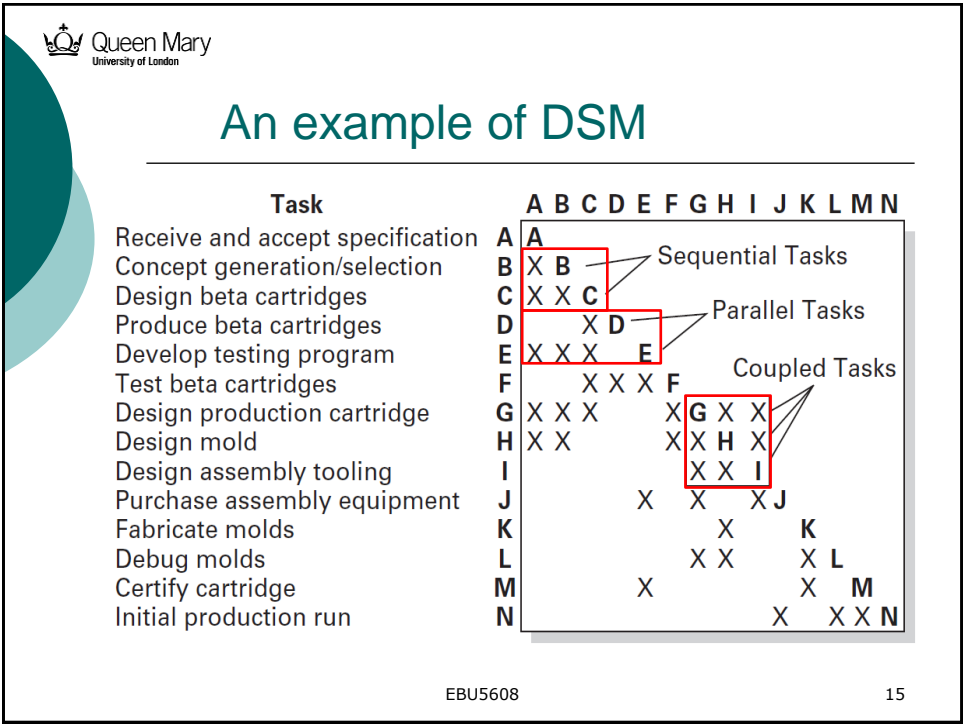 Queen Mary
University of London
An example of DSM
Task A B C D E F G H I J K L M N
Receive and accept specification A A
Concept generation/selection B X B Sequential Tasks
Design beta cartridges C X X C
Produce beta cartridges D X D Parallel Tasks
Develop testing program E X X X E
Coupled Tasks
Test beta cartridges F X X X F
Design production cartridge G X X X X G X X
Design mold H X X X X H X
Design assembly tooling I X X I
Purchase assembly equipment J X X X J
Fabricate molds K X K
Debug molds L X X X L
Certify cartridge M X X M
Initial production run N X X X N
EBU5608 15